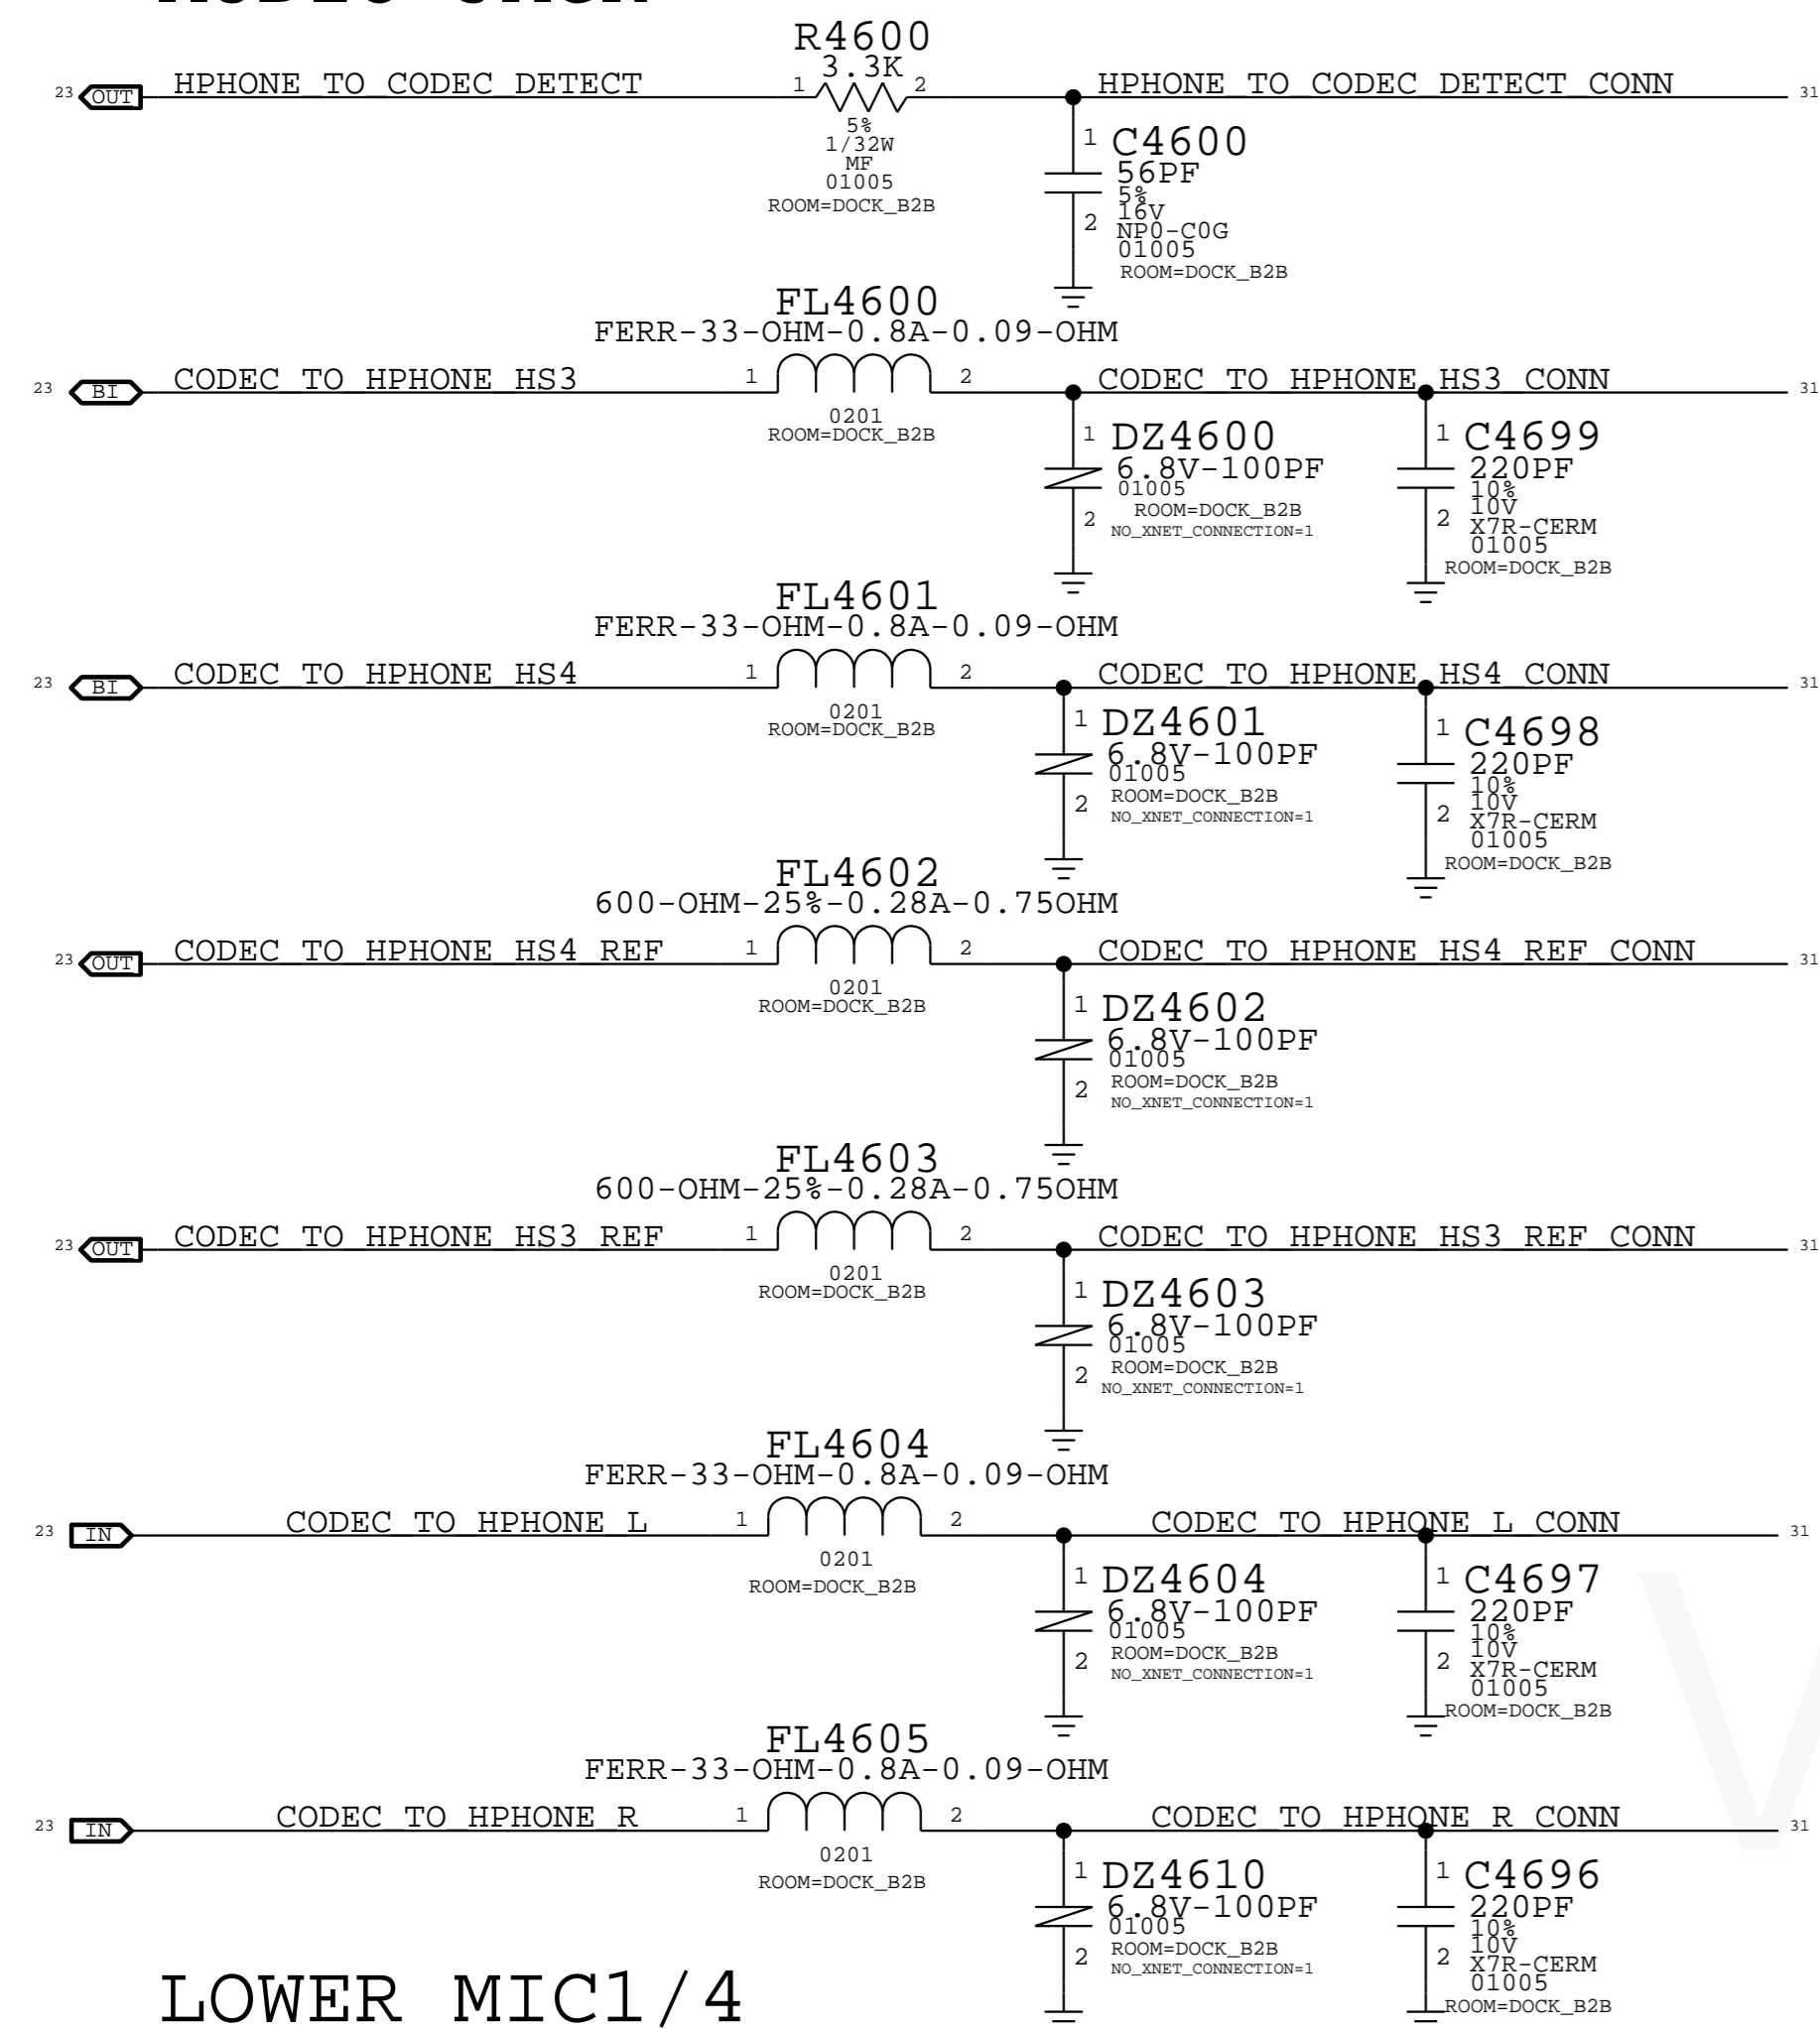 R4600
3.3K
23 OUT HPHONE_TO_CODEC_DETECT 1 2 HPHONE_TO_CODEC_DETECT_CONN 31
5%
1/32W
MF
01005
ROOM=DOCK_B2B
1 C4600
56PF
5%
16V
2 NP0-C0G
01005
ROOM=DOCK_B2B
FL4600
FERR-33-OHM-0.8A-0.09-OHM
23 BI CODEC_TO_HPHONE_HS3 1 2 CODEC_TO_HPHONE_HS3_CONN 31
0201
ROOM=DOCK_B2B
1 DZ4600
6.8V-100PF
01005
ROOM=DOCK_B2B
2 NO_XNET_CONNECTION=1
1 C4699
220PF
10%
10V
2 X7R-CERM
01005
ROOM=DOCK_B2B
FL4601
FERR-33-OHM-0.8A-0.09-OHM
23 BI CODEC_TO_HPHONE_HS4 1 2 CODEC_TO_HPHONE_HS4_CONN 31
0201
ROOM=DOCK_B2B
1 DZ4601
6.8V-100PF
01005
2 ROOM=DOCK_B2B
NO_XNET_CONNECTION=1
1 C4698
220PF
10%
10V
2 X7R-CERM
01005
ROOM=DOCK_B2B
FL4602
600-OHM-25%-0.28A-0.75OHM
23 OUT CODEC_TO_HPHONE_HS4_REF 1 2 CODEC_TO_HPHONE_HS4_REF_CONN 31
0201
ROOM=DOCK_B2B
1 DZ4602
6.8V-100PF
01005
2 ROOM=DOCK_B2B
NO_XNET_CONNECTION=1
FL4603
600-OHM-25%-0.28A-0.75OHM
23 OUT CODEC_TO_HPHONE_HS3_REF 1 2 CODEC_TO_HPHONE_HS3_REF_CONN 31
0201
ROOM=DOCK_B2B
1 DZ4603
6.8V-100PF
01005
2 ROOM=DOCK_B2B
NO_XNET_CONNECTION=1
FL4604
FERR-33-OHM-0.8A-0.09-OHM
23 IN CODEC_TO_HPHONE_L 1 2 CODEC_TO_HPHONE_L_CONN 31
0201
ROOM=DOCK_B2B
1 DZ4604
6.8V-100PF
01005
2 ROOM=DOCK_B2B
NO_XNET_CONNECTION=1
1 C4697
220PF
10%
10V
2 X7R-CERM
01005
ROOM=DOCK_B2B
FL4605
FERR-33-OHM-0.8A-0.09-OHM
23 IN CODEC_TO_HPHONE_R 1 2 CODEC_TO_HPHONE_R_CONN 31
0201
ROOM=DOCK_B2B
1 DZ4610
6.8V-100PF
01005
2 ROOM=DOCK_B2B
NO_XNET_CONNECTION=1
1 C4696
220PF
10%
10V
2 X7R-CERM
01005
ROOM=DOCK_B2B
LOWER MIC1/4